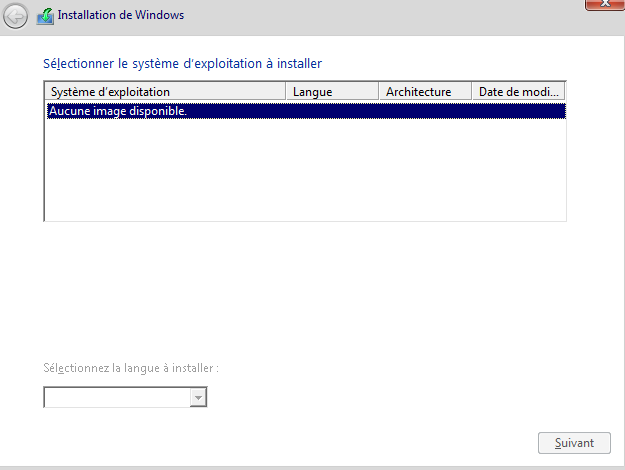 Installation de Windows
Sélectionner le système d'exploitation à installer
Système d'exploitation Langue Architecture Date de modi...
Aucune image disponible.
Sélectionnez la langue à installer :
Suivant